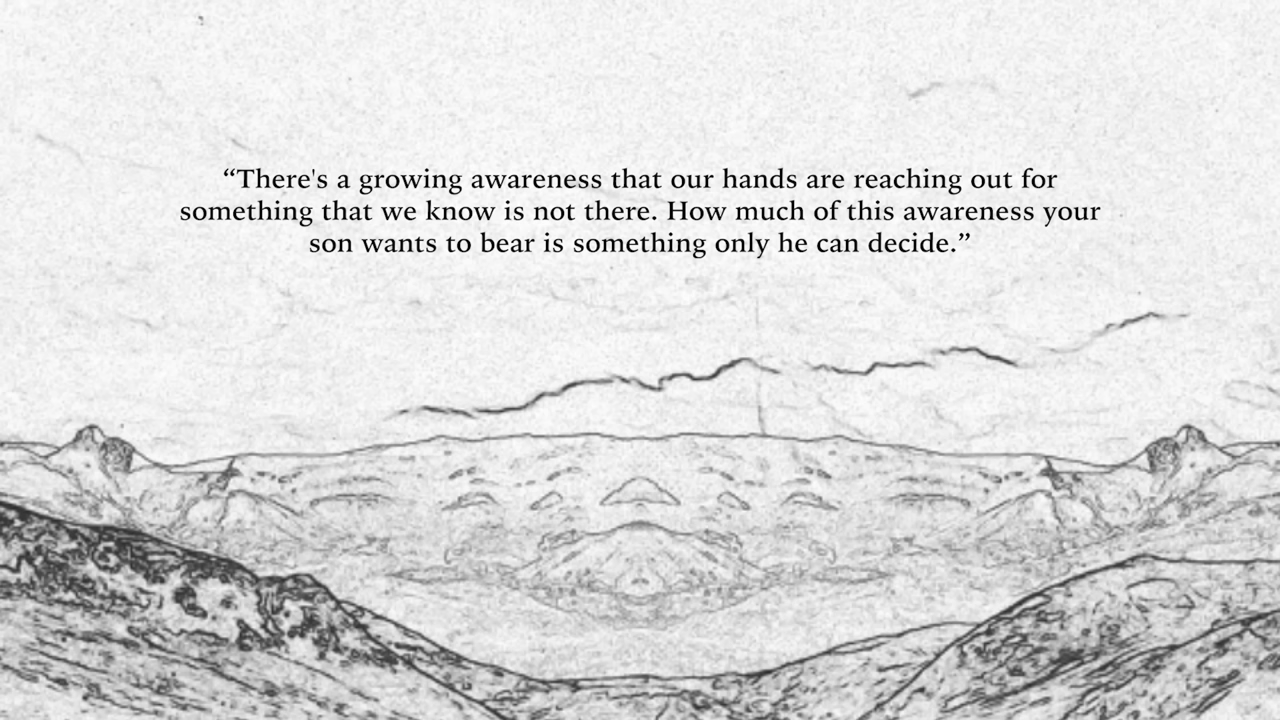 “There's a growing awareness that our hands are reaching out for
something that we know is not there. How much of this awareness your
son wants to bear is something only he can decide.”